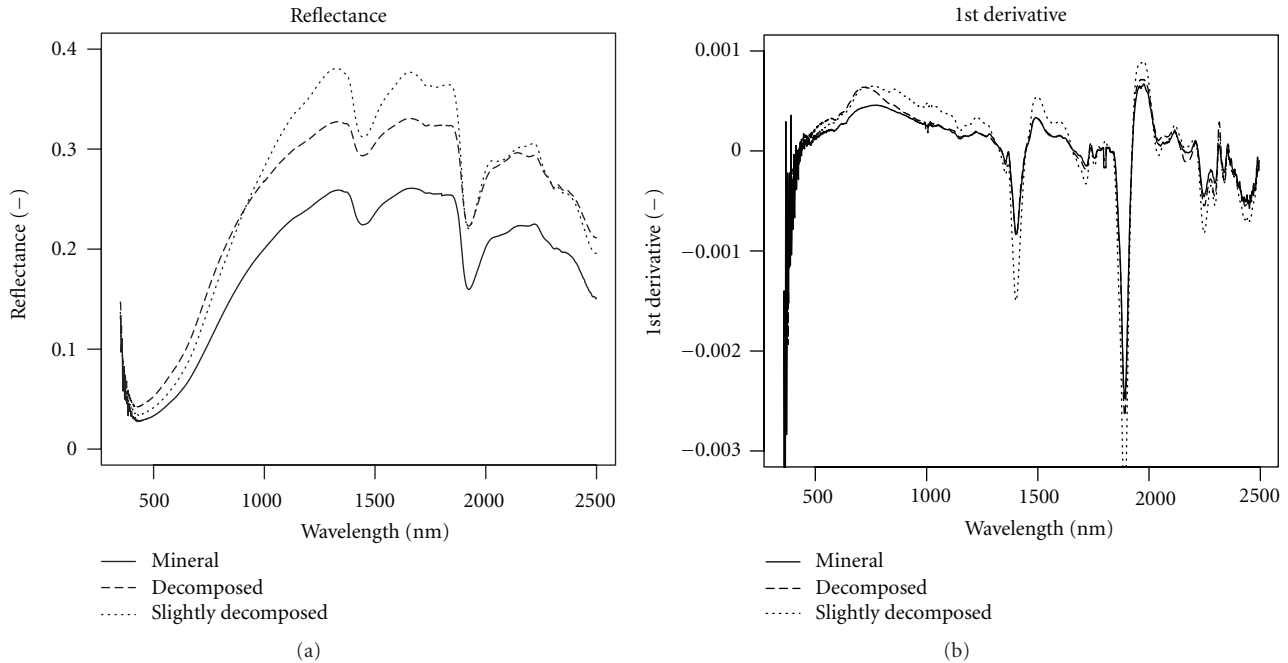 Reflectance
0.4
0.3
0.2
0.1
0
Reflectance (−)
500 1000 1500 2000 2500
Wavelength (nm)
Mineral
Decomposed
Slightly decomposed
(a)
1st derivative
0.001
0
−0.001
−0.002
−0.003
1st derivative (−)
500 1000 1500 2000 2500
Wavelength (nm)
Mineral
Decomposed
Slightly decomposed
(b)